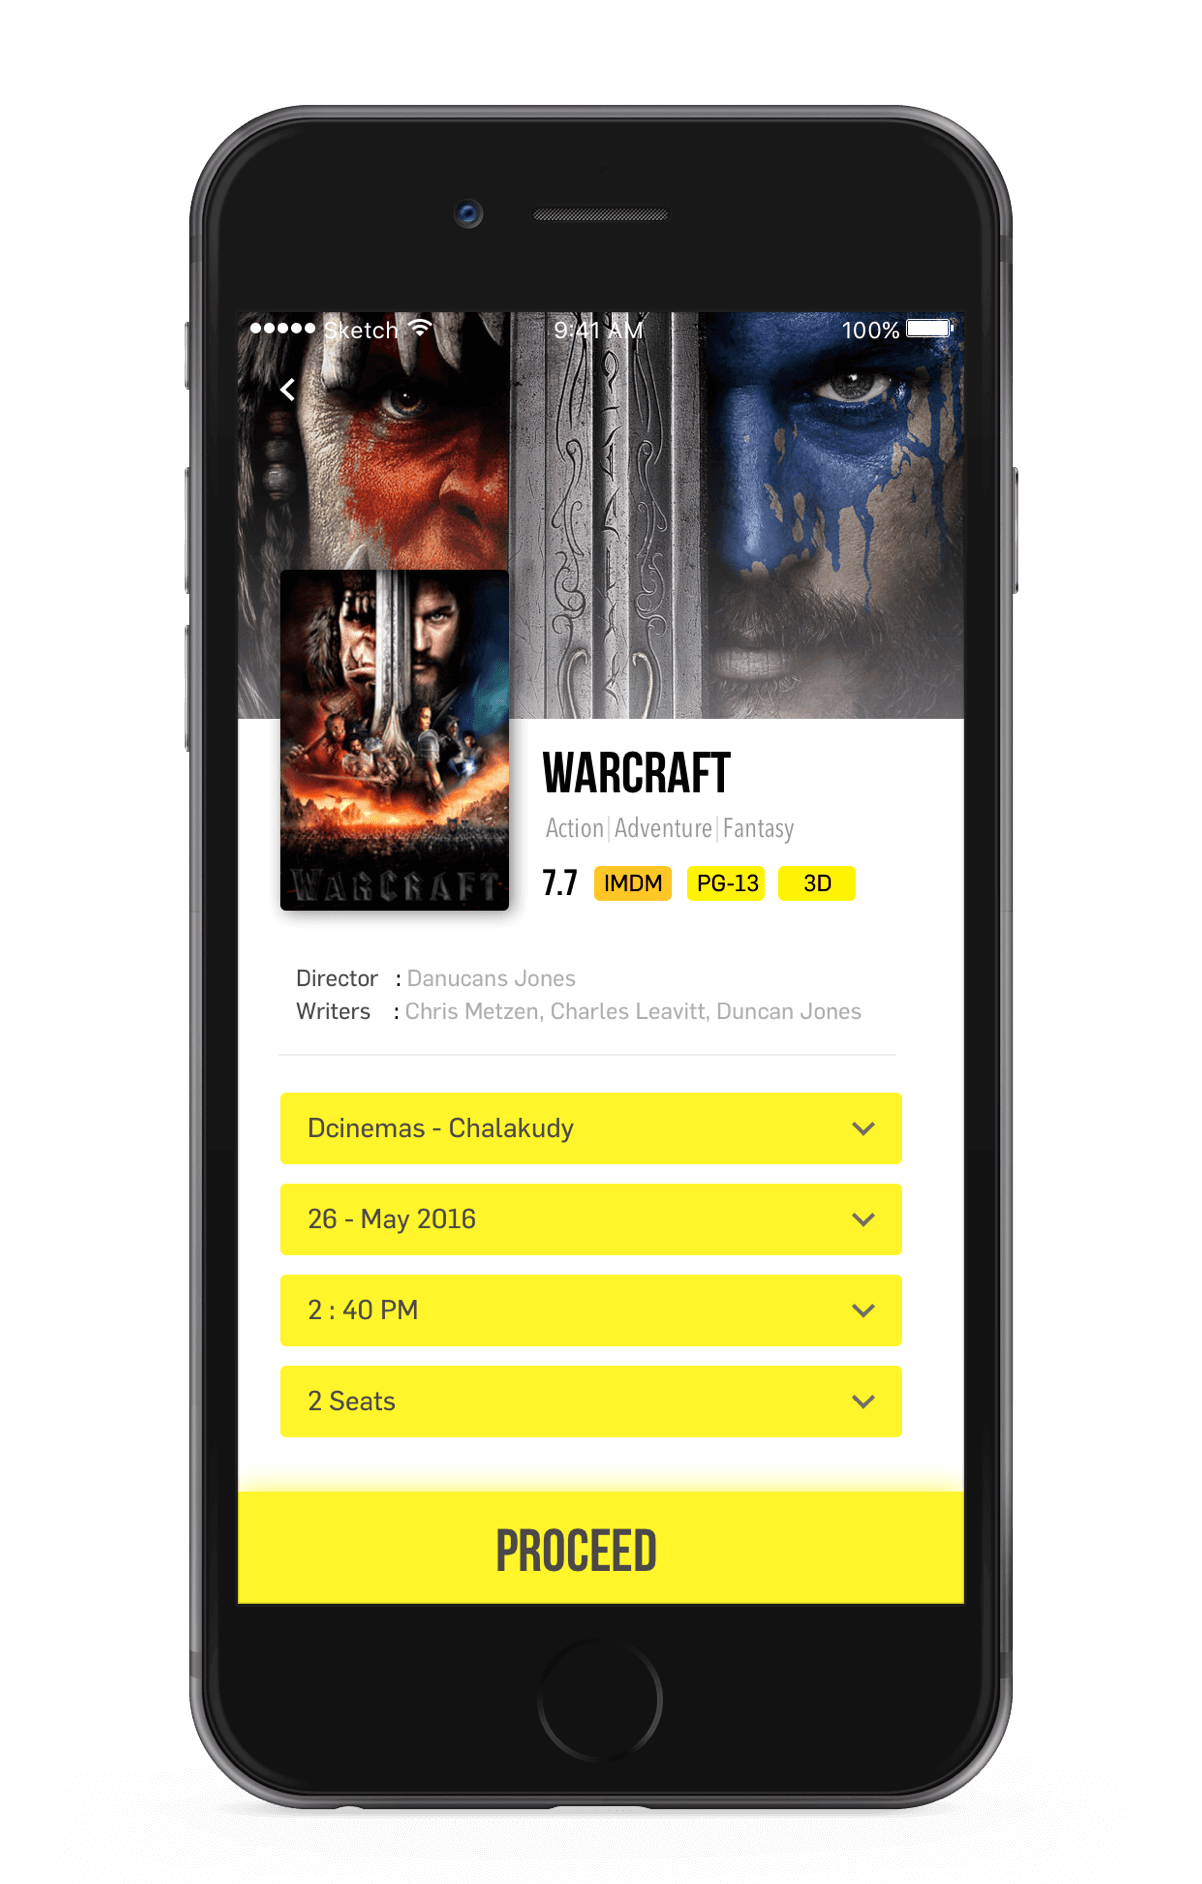 Sketch 9:41 AM 100%
WARCRAFT
WARCRAFT
Action|Adventure|Fantasy
7.7 IMDM PG-13 3D
Director : Danucans Jones
Writers : Chris Metzen, Charles Leavitt, Duncan Jones
Dcinemas - Chalakudy
26 - May 2016
2 : 40 PM
2 Seats
PROCEED